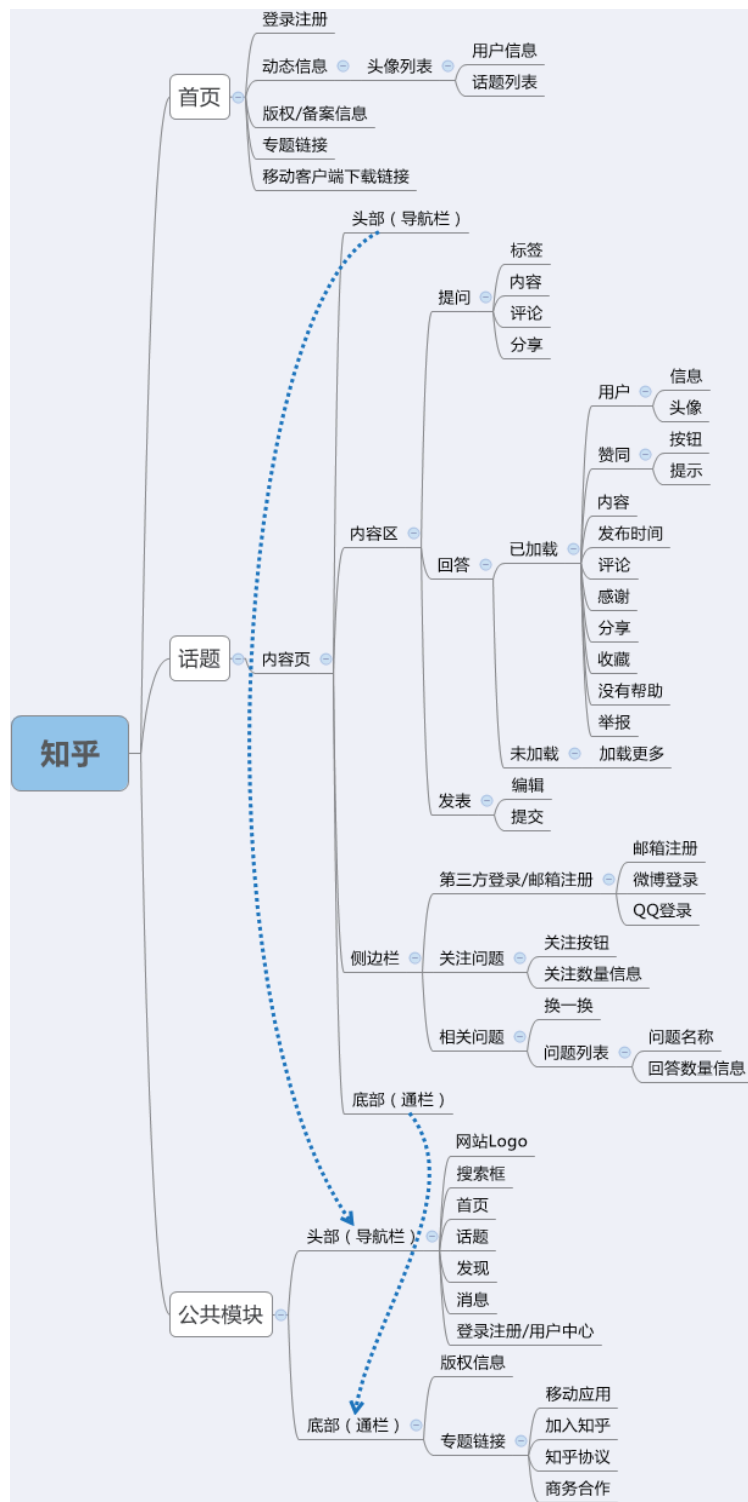 登录注册
动态信息
头像列表
用户信息
话题列表
首页
版权/备案信息
专题链接
移动客户端下载链接
头部（导航栏）
标签
提问
内容
评论
分享
用户
信息
头像
赞同
按钮
提示
内容
内容区
已加载
发布时间
回答
评论
感谢
分享
话题
内容页
收藏
没有帮助
举报
知乎
未加载
加载更多
发表
编辑
提交
第三方登录/邮箱注册
邮箱注册
微博登录
QQ登录
侧边栏
关注问题
关注按钮
关注数量信息
换一换
相关问题
问题列表
问题名称
回答数量信息
底部（通栏）
网站Logo
搜索框
首页
头部（导航栏）
话题
发现
消息
公共模块
登录注册/用户中心
版权信息
底部（通栏）
专题链接
移动应用
加入知乎
知乎协议
商务合作